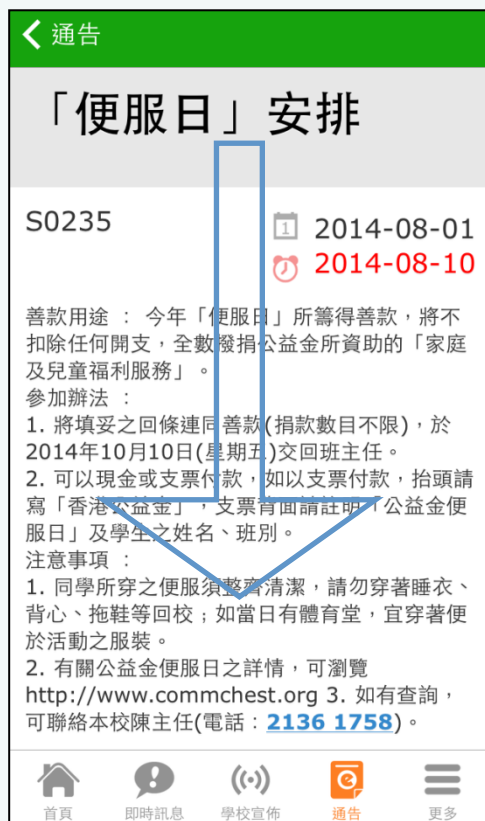 通告
「便服日」安排
S0235
1
2014-08-01
2014-08-10
善款用途 ： 今年「便服日」所籌得善款，將不
扣除任何開支，全數撥捐公益金所資助的「家庭
及兒童福利服務」。
參加辦法 ：
1. 將填妥之回條連同善款(捐款數目不限)，於
2014年10月10日(星期五)交回班主任。
2. 可以現金或支票付款，如以支票付款，抬頭請
寫「香港公益金」，支票背面請註明「公益金便
服日」及學生之姓名、班別。
注意事項 ：
1. 同學所穿之便服須整齊清潔，請勿穿著睡衣、
背心、拖鞋等回校；如當日有體育堂，宜穿著便
於活動之服裝。
2. 有關公益金便服日之詳情，可瀏覽
http://www.commchest.org 3. 如有查詢，
可聯絡本校陳主任(電話：2136 1758)。
首頁 即時訊息 學校宣佈 通告 更多